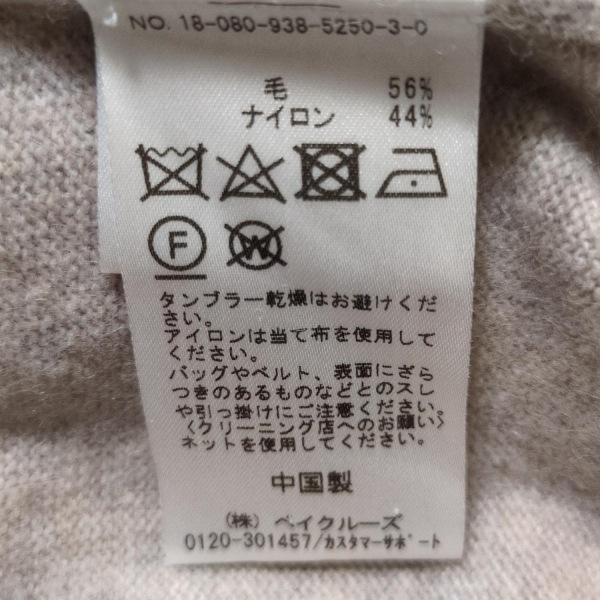 NO. 18-080-938-5250-3-0
毛 56%
ナイロン 44%
F
W
タンブラー乾燥はお避けくだ
さい。
アイロンは当て布を使用して
ください。
バッグやベルト、表面にざら
つきのあるものなどとのスレ
や引っ掛けにご注意ください。
〈クリーニング店へのお願い〉
ネットを使用してください。
中国製
(株) ベイクルーズ
0120-301457/カスタマーサポート